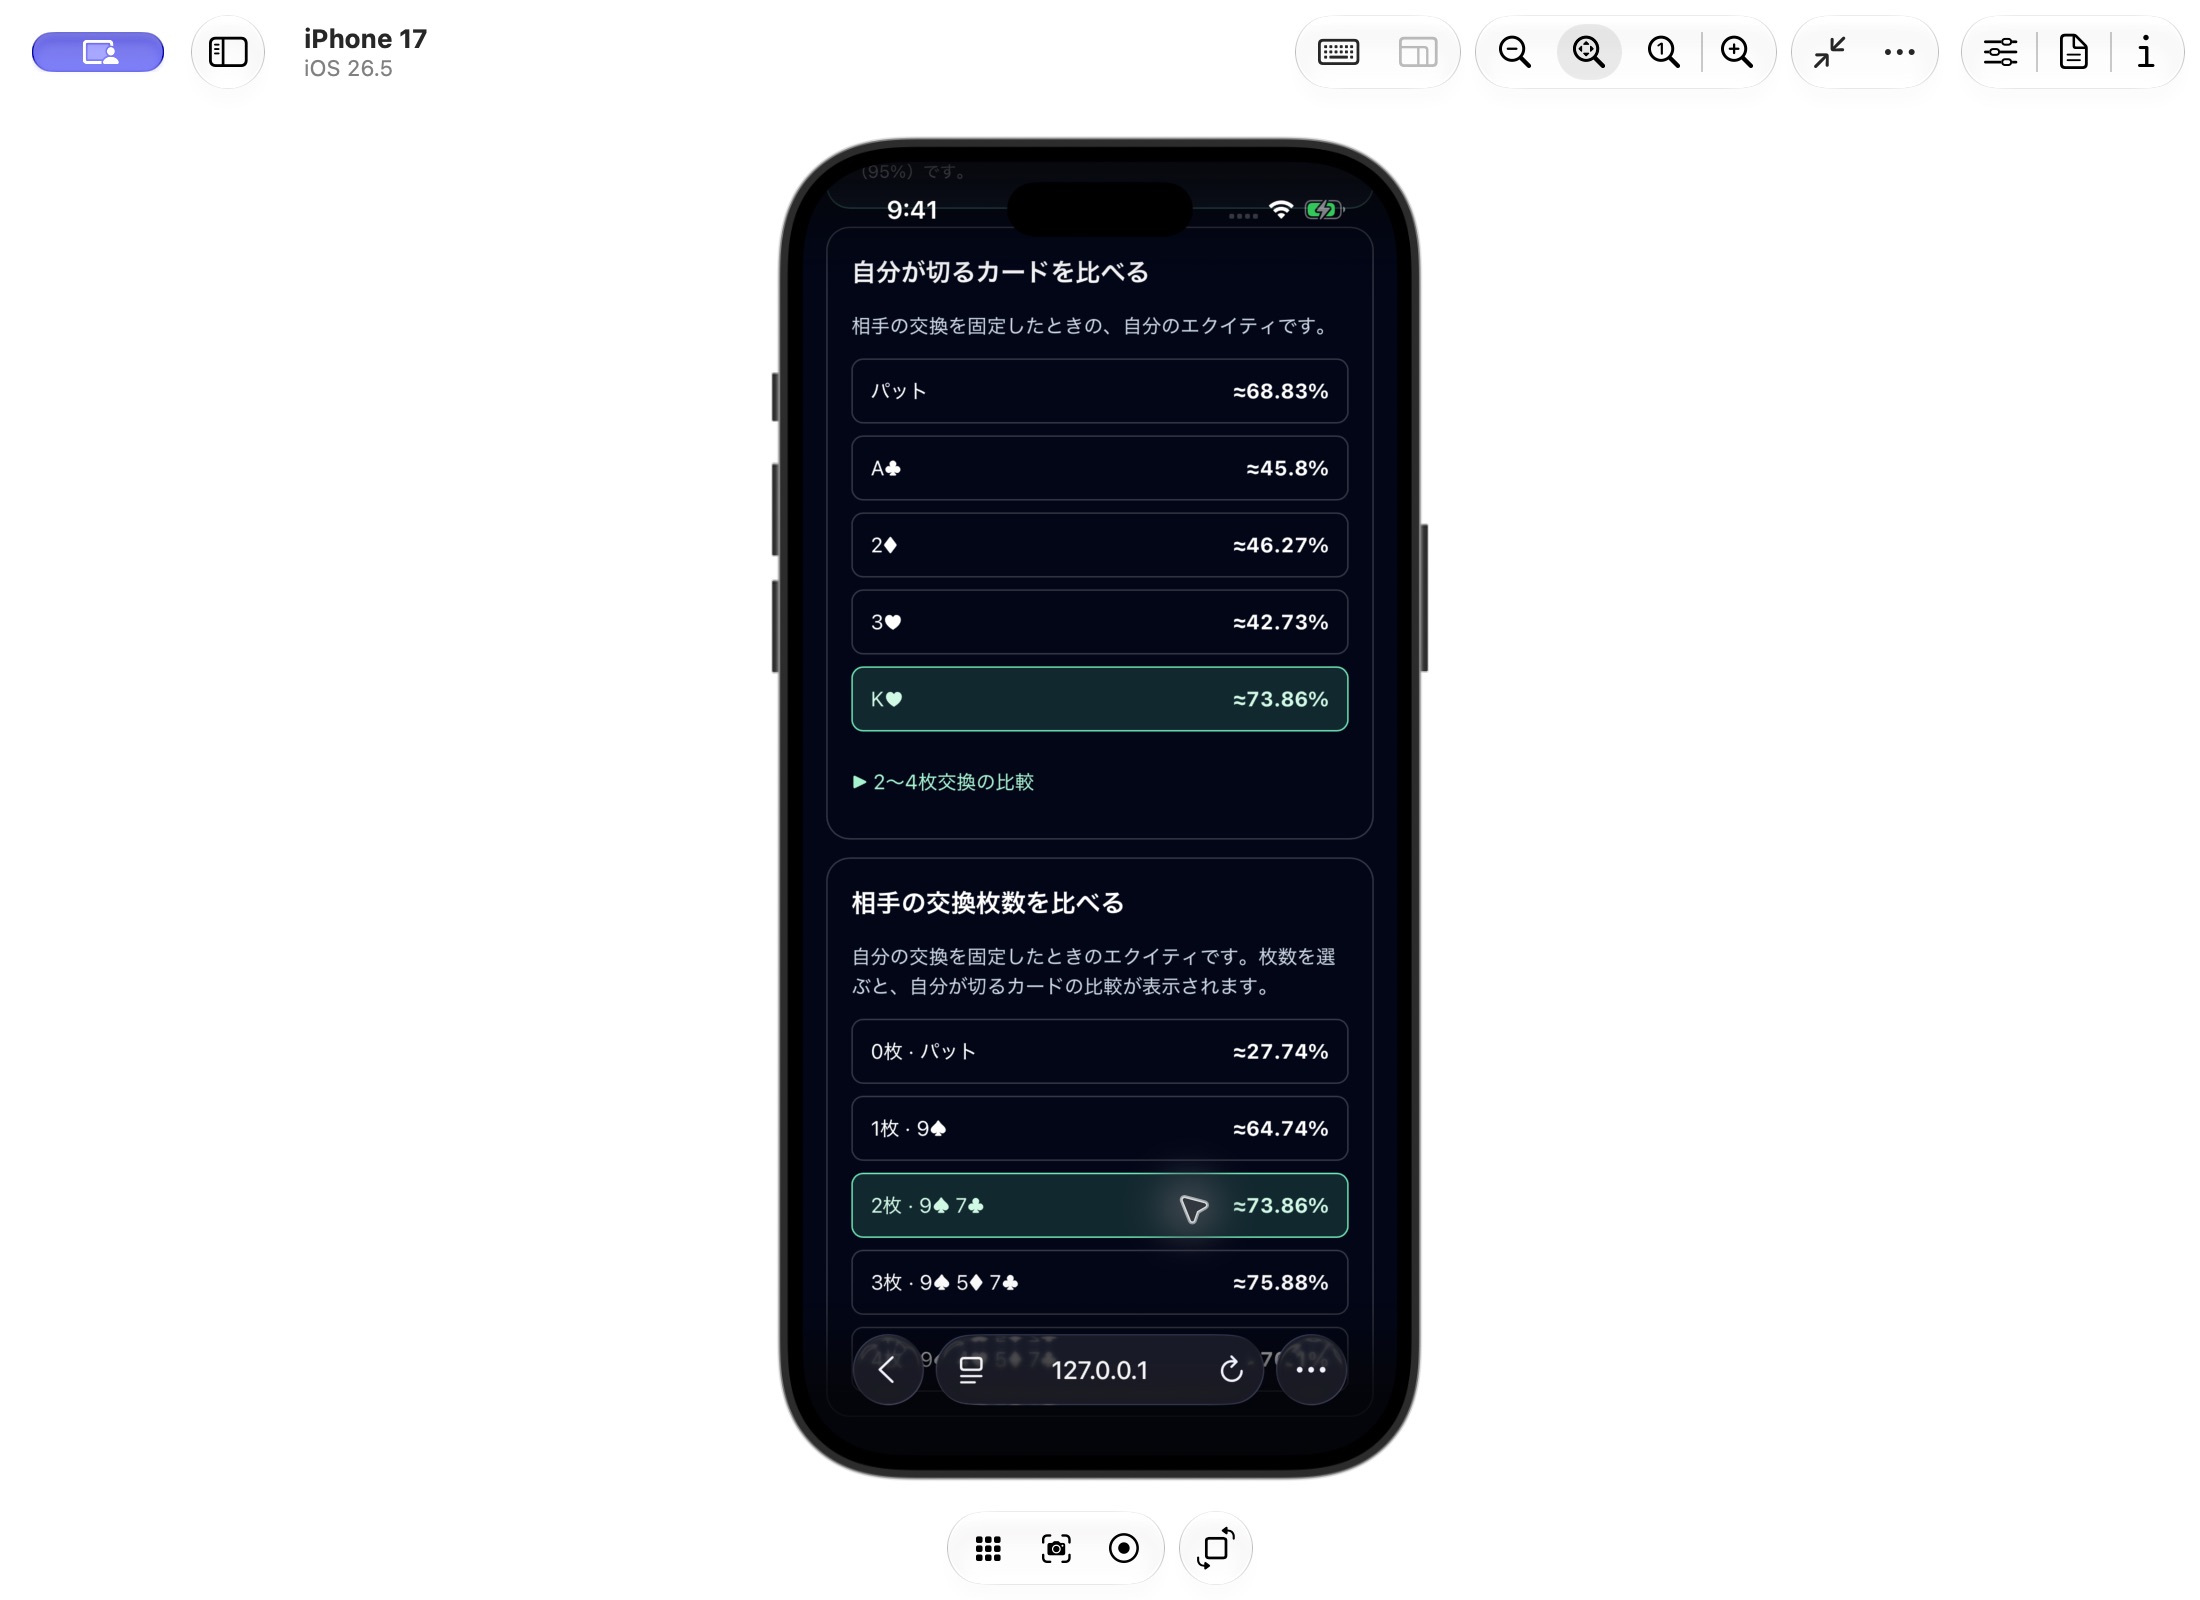 iPhone 17
iOS 26.5
(95%) です。
9:41
自分が切るカードを比べる
相手の交換を固定したときの、自分のエクイティです。
パット ≈68.83%
A♣ ≈45.8%
2♦ ≈46.27%
3♥ ≈42.73%
K♥ ≈73.86%
▶ 2〜4枚交換の比較
相手の交換枚数を比べる
自分の交換を固定したときのエクイティです。枚数を選
ぶと、自分が切るカードの比較が表示されます。
0枚 · パット ≈27.74%
1枚 · 9♠ ≈64.74%
2枚 · 9♠ 7♣ ≈73.86%
3枚 · 9♠ 5♦ 7♣ ≈75.88%
127.0.0.1